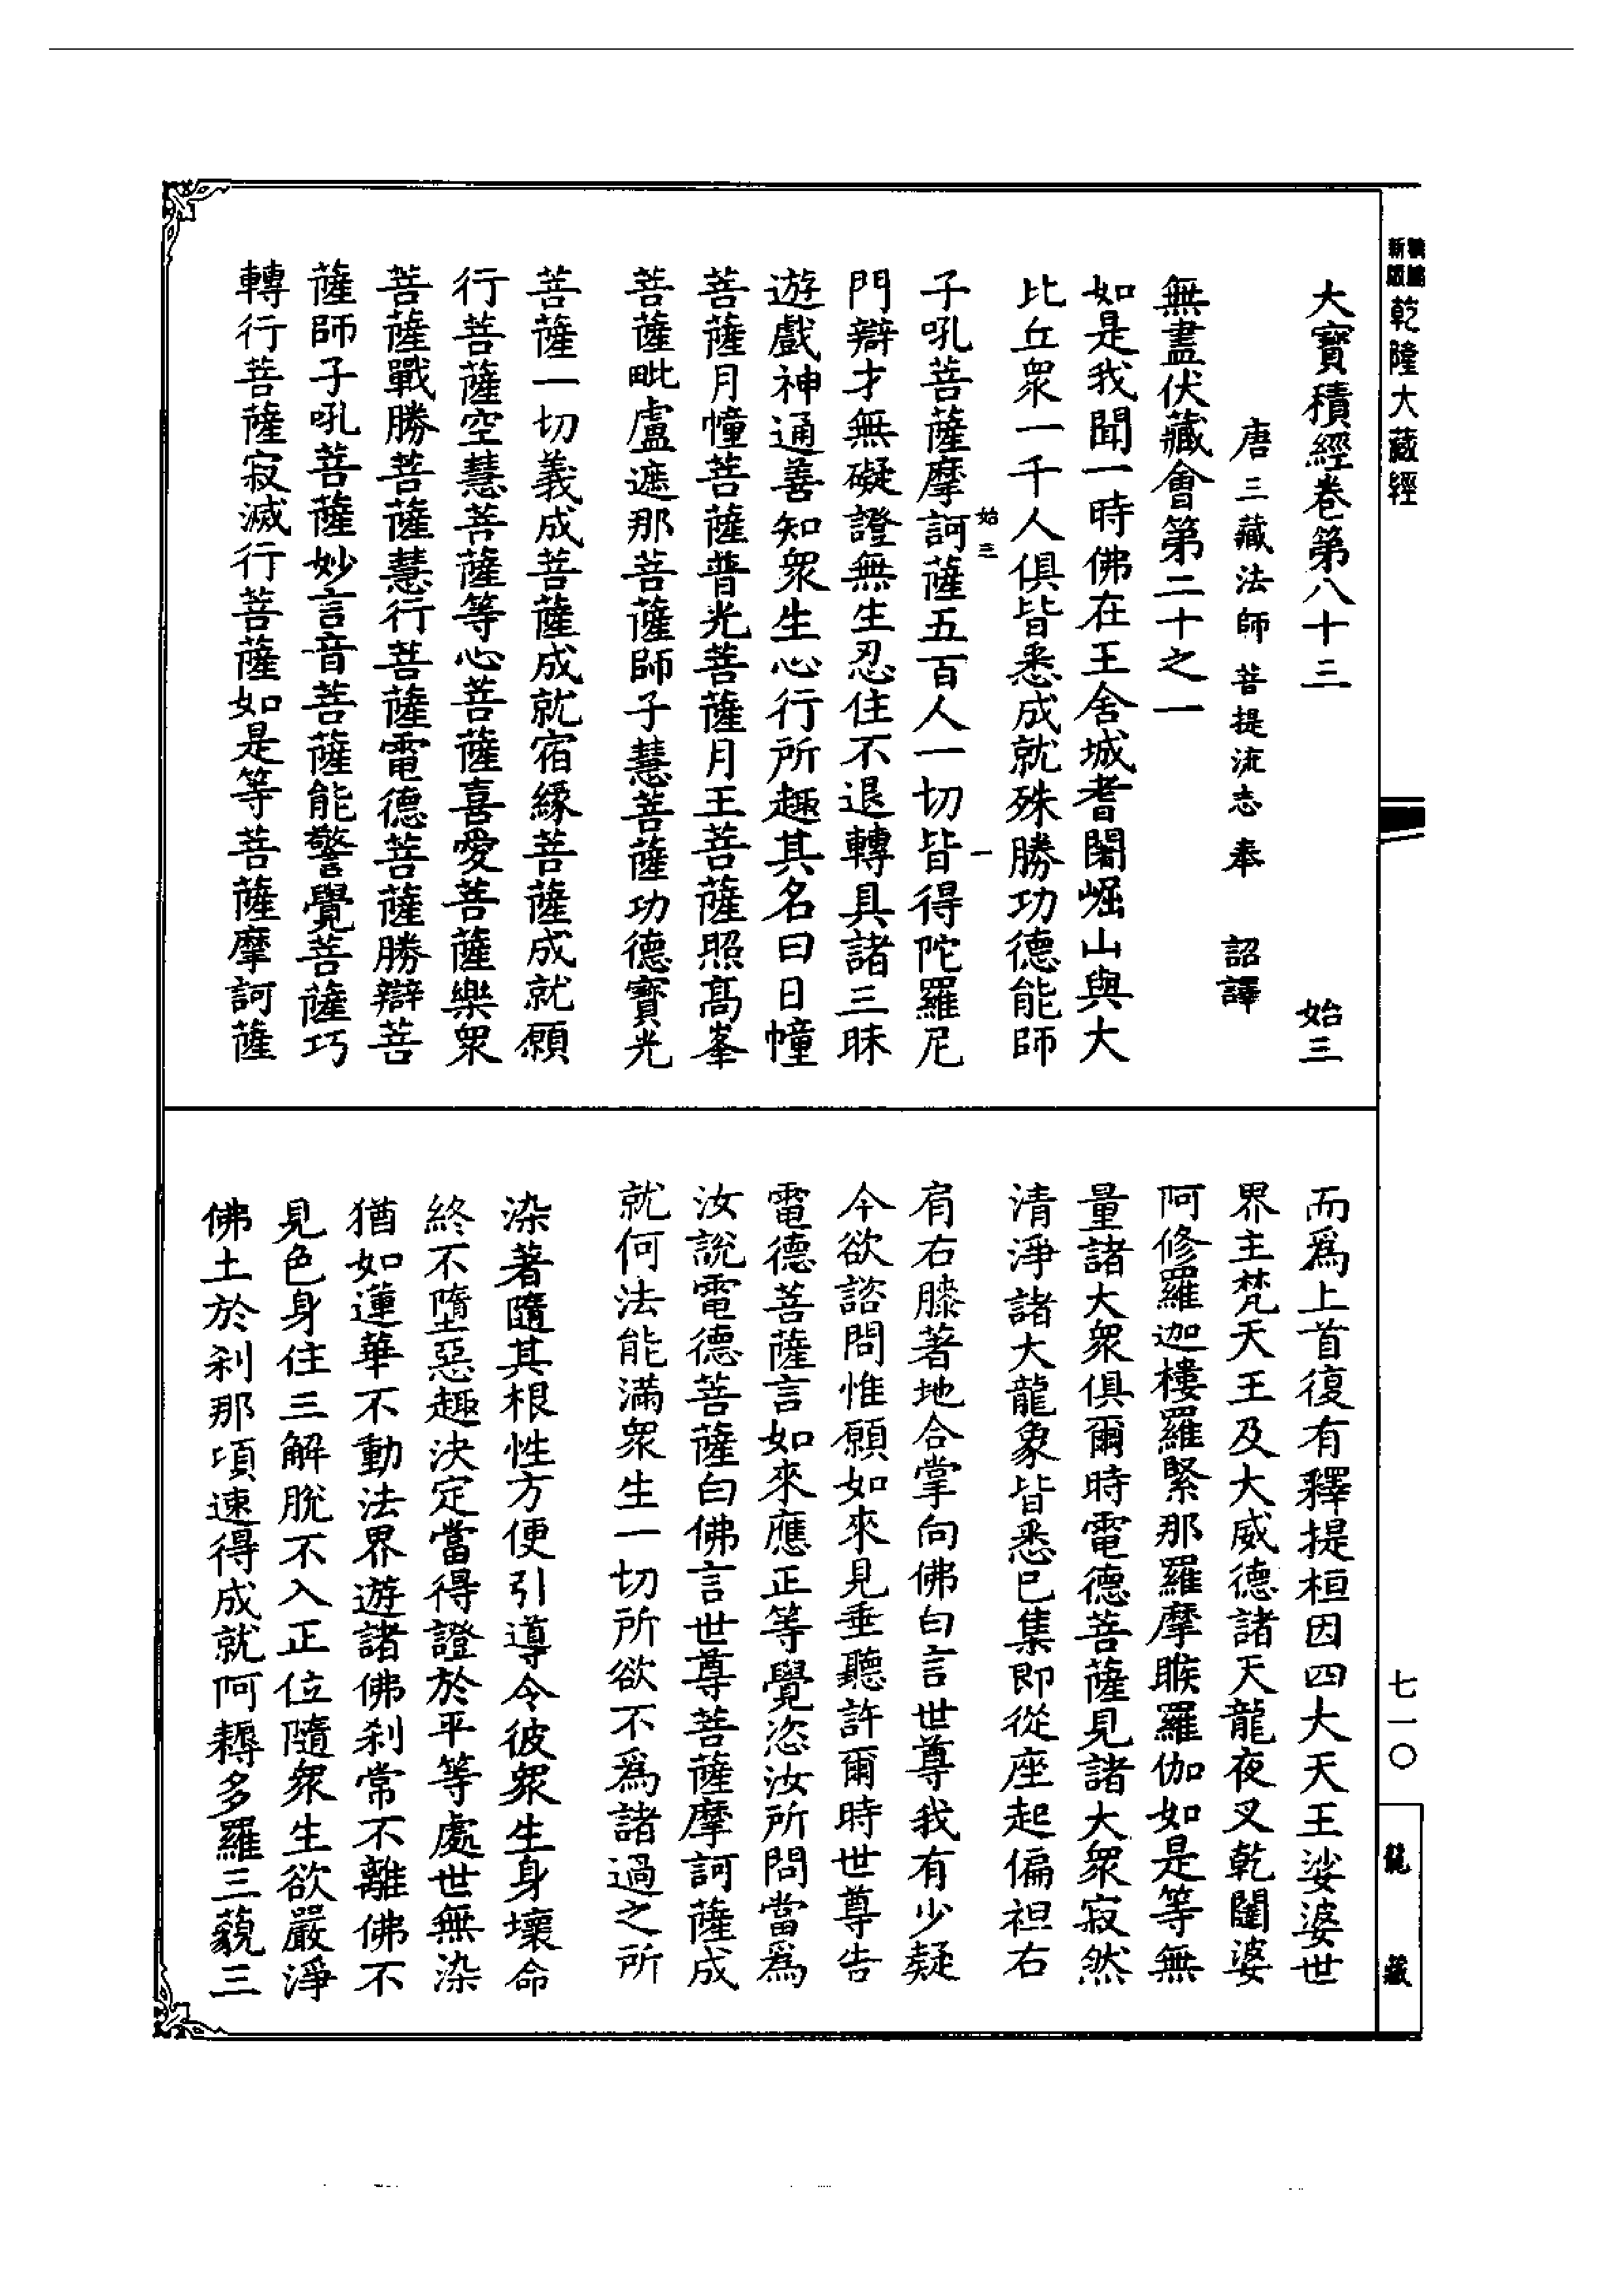 新編縮版
乾隆大藏經
大寶積經卷第八十三　始三
唐三藏法師菩提流志奉　詔譯
無盡伏藏會第二十之一
如是我聞一時佛在王舍城耆闍崛山與大
比丘衆一千人俱皆悉成就殊勝功德能師
始三　一
子吼菩薩摩訶薩五百人一切皆得陀羅尼
門辯才無礙證無生忍住不退轉具諸三昧
遊戲神通善知衆生心行所趣其名曰日幢
菩薩月幢菩薩普光菩薩月王菩薩照高峯
菩薩毗盧遮那菩薩師子慧菩薩功德寶光
菩薩一切義成菩薩成就宿緣菩薩成就願
行菩薩空慧菩薩等心菩薩喜愛菩薩樂衆
菩薩戰勝菩薩慧行菩薩電德菩薩勝辯菩
薩師子吼菩薩妙言音菩薩能警覺菩薩巧
轉行菩薩寂滅行菩薩如是等菩薩摩訶薩
而爲上首復有釋提桓因四大天王娑婆世
界主梵天王及大威德諸天龍夜叉乾闥婆
阿修羅迦樓羅緊那羅摩睺羅伽如是等無
量諸大衆俱爾時電德菩薩見諸大衆寂然
清淨諸大龍象皆悉已集即從座起偏袒右
肩右膝著地合掌向佛白言世尊我有少疑
今欲諮問惟願如來見垂聽許爾時世尊告
電德菩薩言如來應正等覺恣汝所問當爲
汝說電德菩薩白佛言世尊菩薩摩訶薩成
就何法能滿衆生一切所欲不爲諸過之所
染著隨其根性方便引導令彼衆生身壞命
終不墮惡趣決定當得證於平等處世無染
猶如蓮華不動法界遊諸佛刹常不離佛不
見色身住三解脫不入正位隨衆生欲嚴淨
佛土於刹那頃速得成就阿耨多羅三藐三
七一〇
龍藏